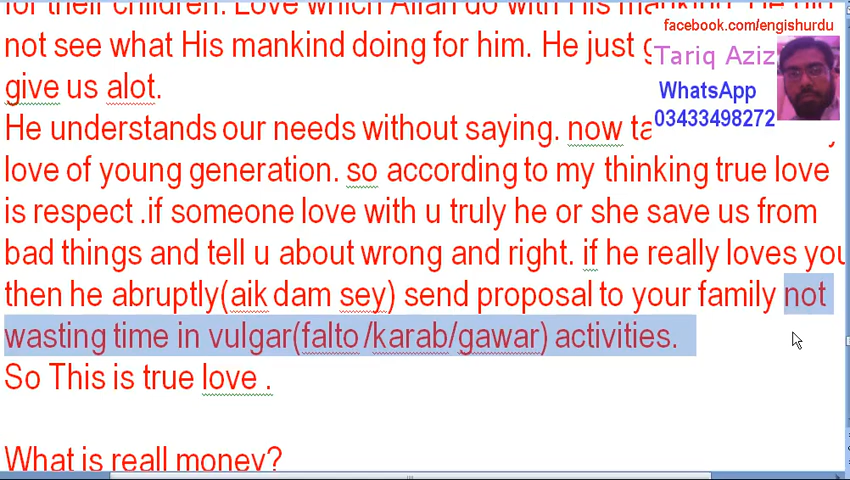 for their children. Love which Allah do with His mankind. He did
not see what His mankind doing for him. He just g
give us alot.
He understands our needs without saying. now ta
love of young generation. so according to my thinking true love
is respect .if someone love with u truly he or she save us from
bad things and tell u about wrong and right. if he really loves you
then he abruptly(aik dam sey) send proposal to your family not
wasting time in vulgar(falto /karab/gawar) activities.
So This is true love .
What is reall money?
facebook.com/engishurdu
Tariq Aziz
WhatsApp
03433498272